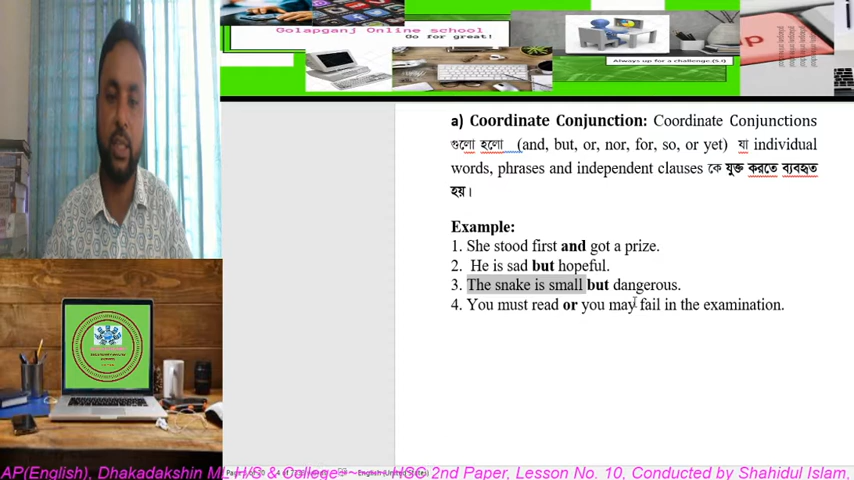 Golapganj Online school
Go for great!
Always up for a challenge.(S.I)
a) Coordinate Conjunction: Coordinate Conjunctions
গুলো হলো (and, but, or, nor, for, so, or yet) যা individual
words, phrases and independent clauses কে যুক্ত করতে ব্যবহৃত
হয়।
Example:
1. She stood first and got a prize.
2. He is sad but hopeful.
3. The snake is small but dangerous.
4. You must read or you may fail in the examination.
AP(English), Dhakadakshin ML H/S & College ~~~~ HSC 2nd Paper, Lesson No. 10, Conducted by Shahidul Islam,